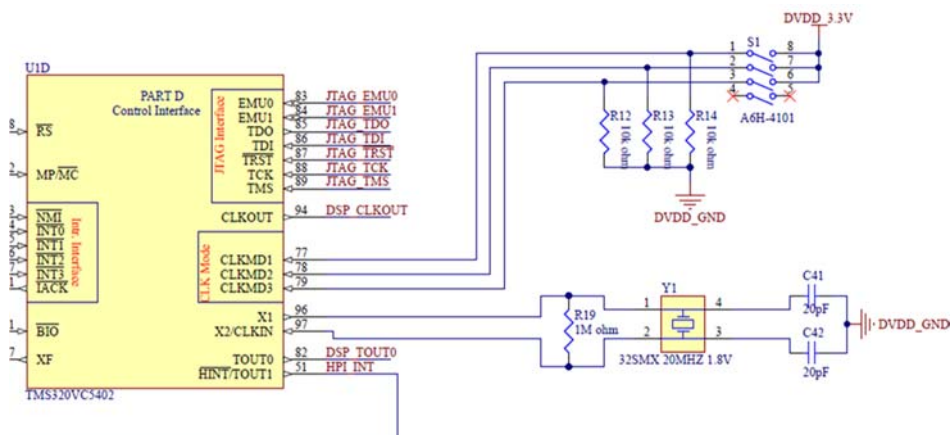 DVDD_3.3V
S1
1 8
2 7
3 6
4 5
A6H-4101
U1D
PART D
Control Interface
JTAG Interface
EMU0 83 JTAG_EMU0
EMU1 84 JTAG_EMU1
TDO 85 JTAG_TDO
TDI 86 JTAG_TDI
TRST 87 JTAG_TRST
TCK 88 JTAG_TCK
TMS 89 JTAG_TMS
8 RS
2 MP/MC
CLKOUT 94 DSP_CLKOUT
R12 10k ohm
R13 10k ohm
R14 10k ohm
DVDD_GND
Intr. Interface
3 NMI
4 INT0
5 INT1
6 INT2
7 INT3
1 IACK
CLK Mode
CLKMD1 77
CLKMD2 78
CLKMD3 79
X1 96
X2/CLKIN 97
1 BIO
7 XF
TOUT0 82 DSP_TOUT0
HINT/TOUT1 51 HPI_INT
TMS320VC5402
R19
1M ohm
Y1
1 4
2 3
32SMX 20MHZ 1.8V
C41
20pF
C42
20pF
DVDD_GND